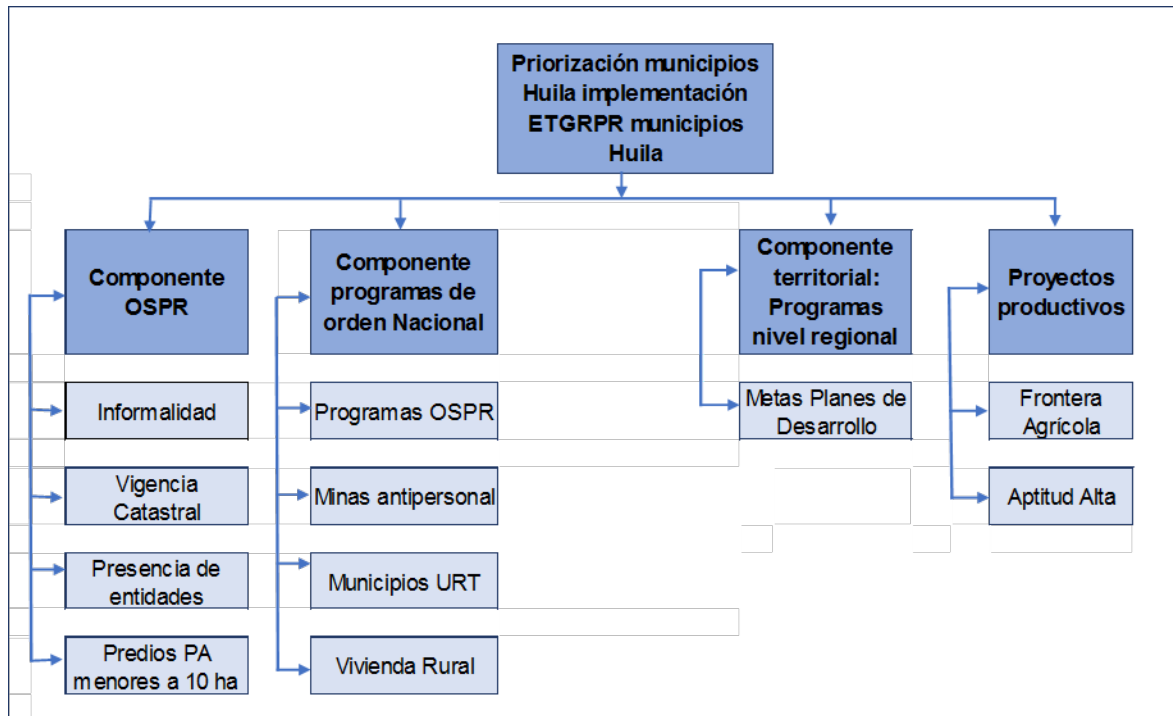 Priorización municipios
Huila implementación
ETGRPR municipios
Huila
Componente
OSPR
Componente
programas de
orden Nacional
Componente
territorial:
Programas
nivel regional
Proyectos
productivos
Informalidad
Programas OSPR
Metas Planes de
Desarrollo
Frontera
Agrícola
Vigencia
Catastral
Minas antipersonal
Aptitud Alta
Presencia de
entidades
Municipios URT
Predios PA
menores a 10 ha
Vivienda Rural